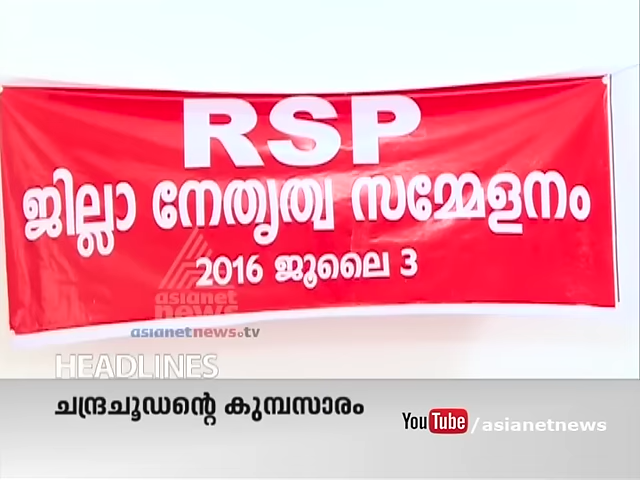 RSP
ജില്ലാ നേതൃത്വ സമ്മേളനം
2016 ജൂലൈ 3
asianet
news
asianetnews.tv
HEADLINES
ചന്ദ്രചൂഡന്റെ കുമ്പസാരം
YouTube /asianetnews